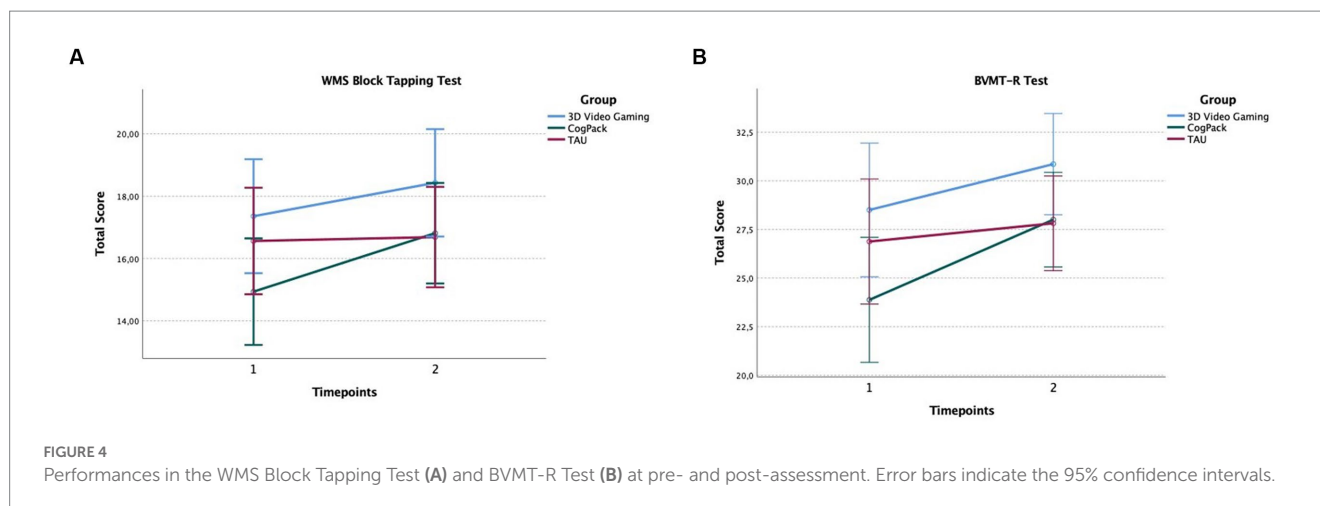 A
WMS Block Tapping Test
Group
3D Video Gaming
CogPack
TAU
20,00
18,00
16,00
14,00
Total Score
1
2
Timepoints
B
BVMT-R Test
Group
3D Video Gaming
CogPack
TAU
32,5
30,0
27,5
25,0
22,5
20,0
Total Score
1
2
Timepoints
FIGURE 4
Performances in the WMS Block Tapping Test (A) and BVMT-R Test (B) at pre- and post-assessment. Error bars indicate the 95% confidence intervals.